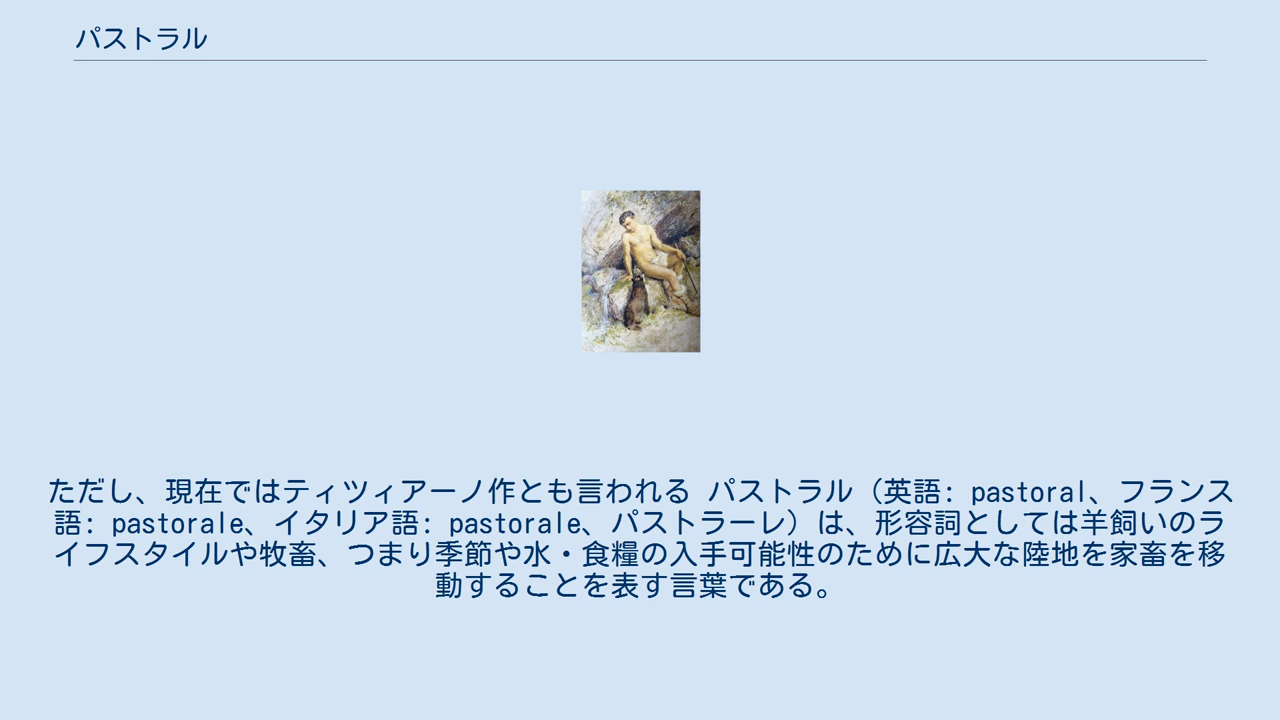 パストラル
ただし、現在ではティツィアーノ作とも言われる パストラル（英語: pastoral、フランス
語: pastorale、イタリア語: pastorale、パストラーレ）は、形容詞としては羊飼いのラ
イフスタイルや牧畜、つまり季節や水・食糧の入手可能性のために広大な陸地を家畜を移
動することを表す言葉である。